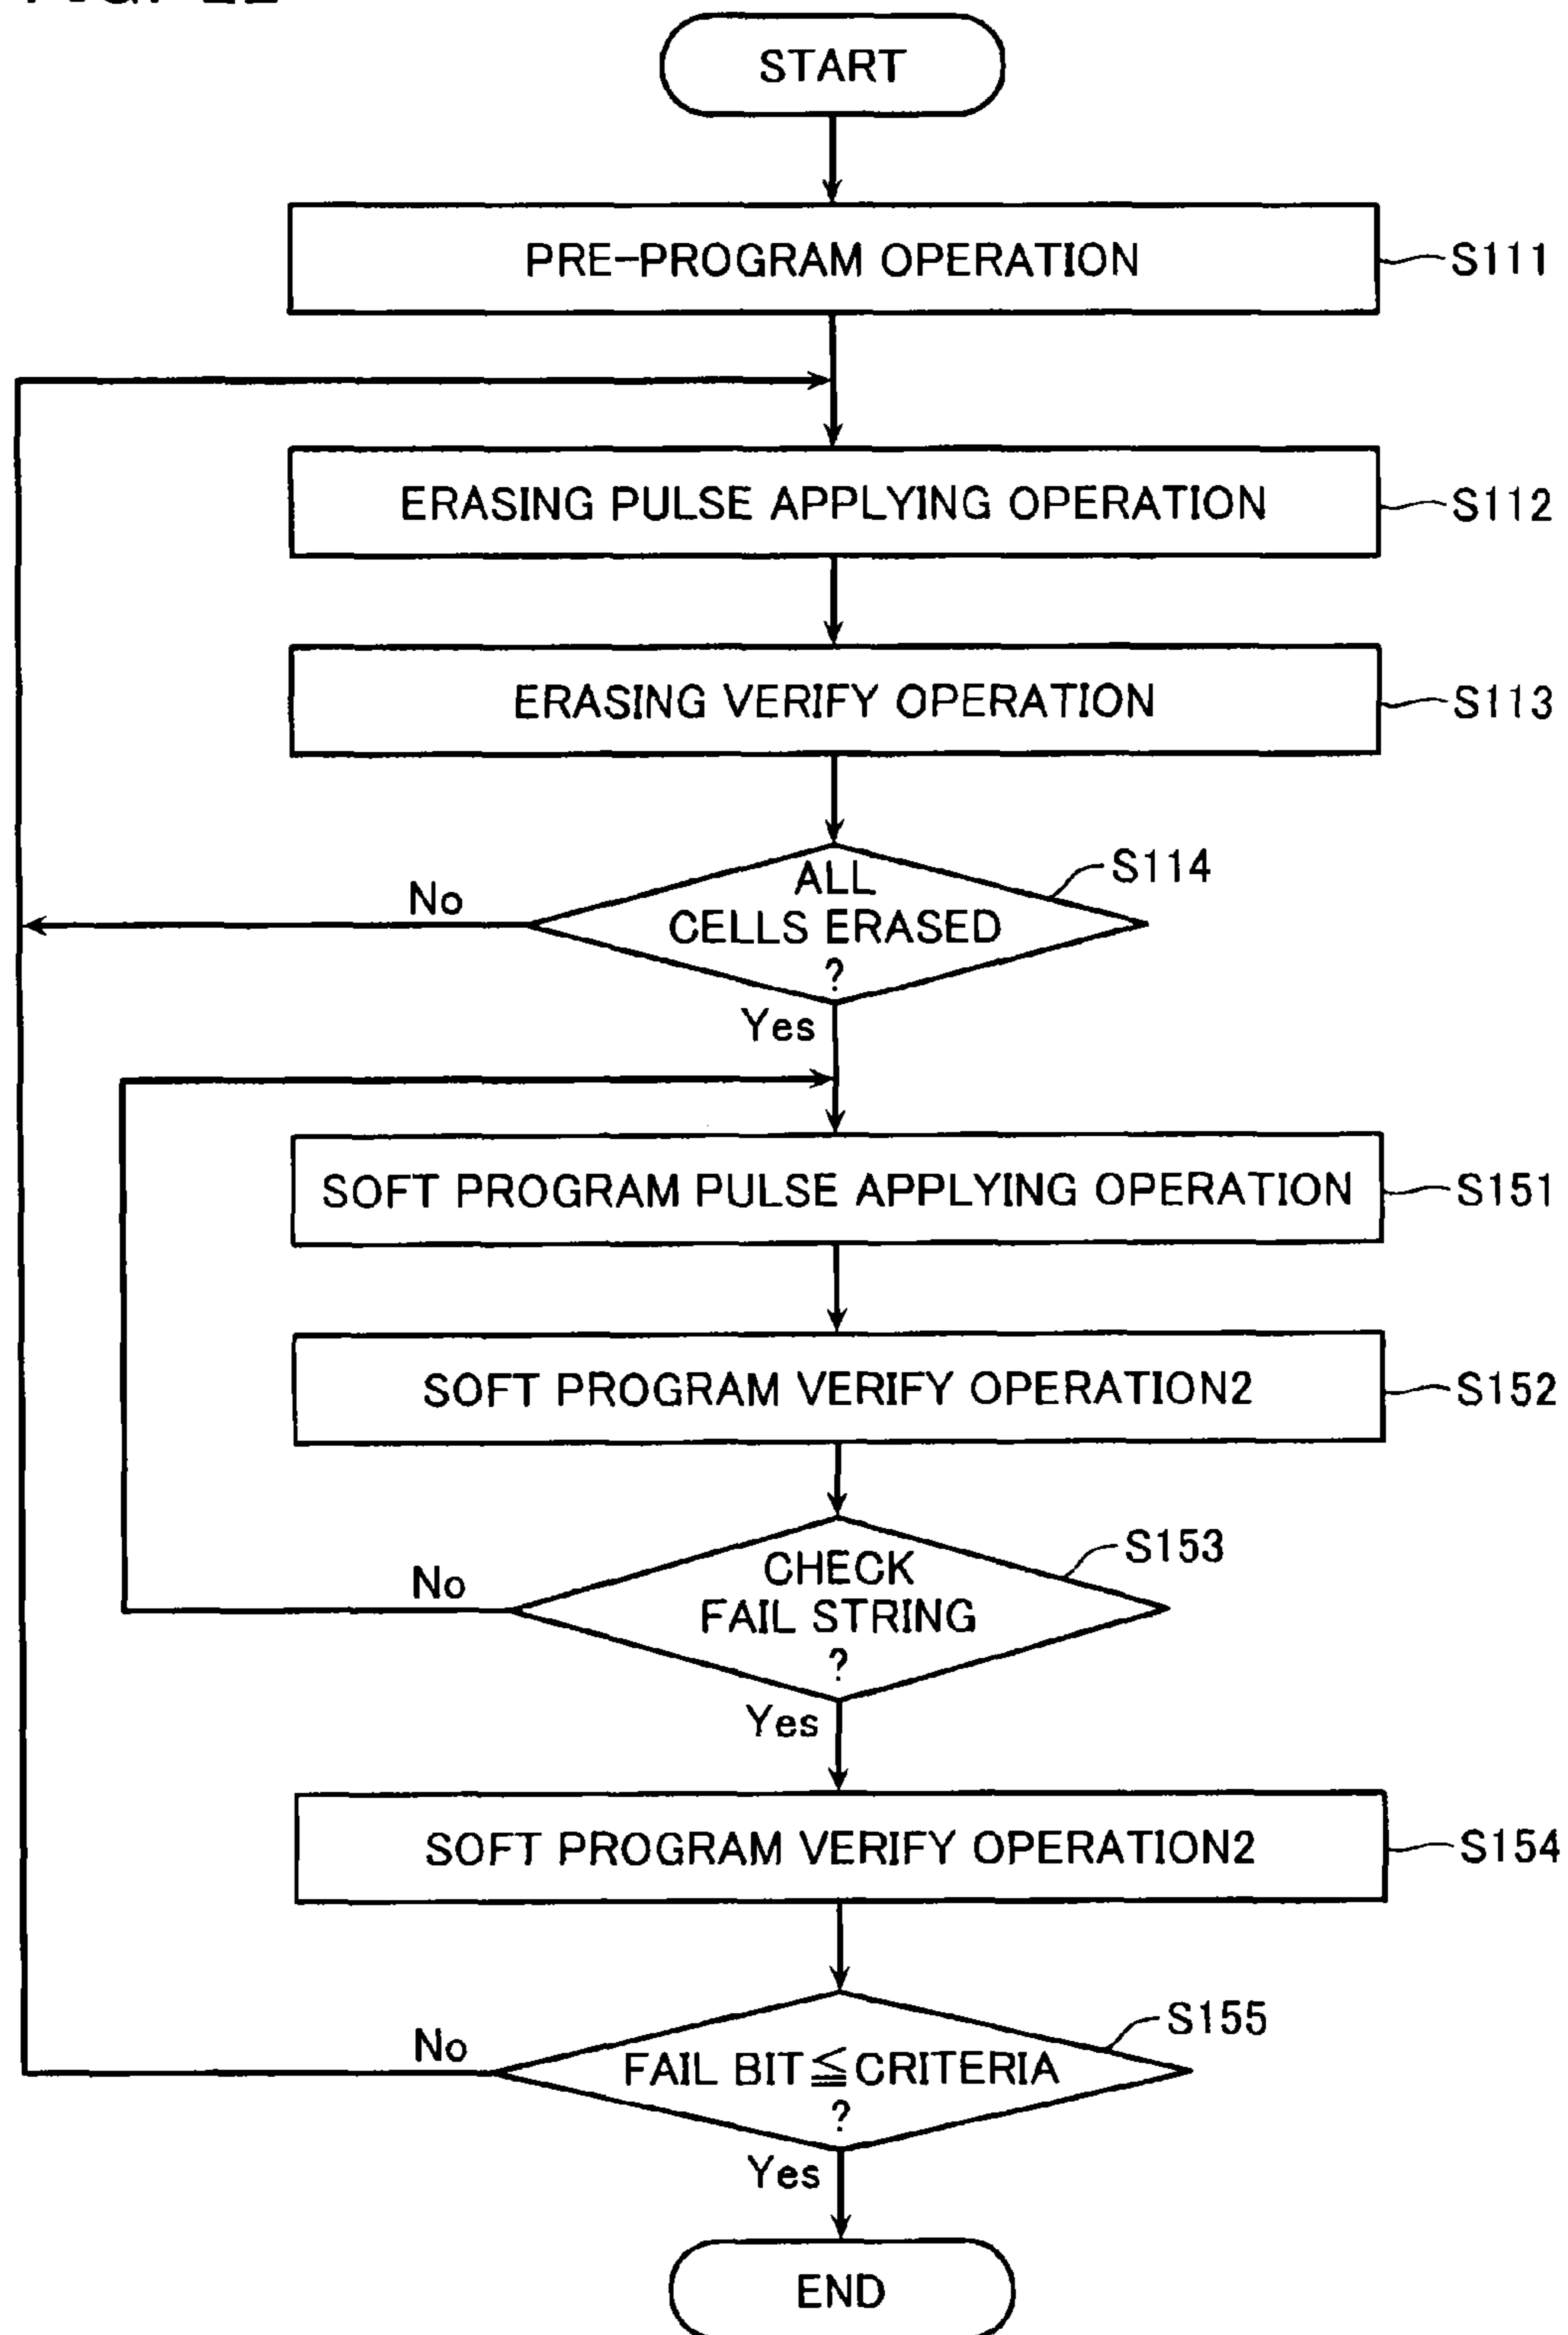 START
PRE-PROGRAM OPERATION
S111
ERASING PULSE APPLYING OPERATION
S112
ERASING VERIFY OPERATION
S113
ALL
CELLS ERASED
?
S114
No
Yes
SOFT PROGRAM PULSE APPLYING OPERATION
S151
SOFT PROGRAM VERIFY OPERATION2
S152
CHECK
FAIL STRING
?
S153
No
Yes
SOFT PROGRAM VERIFY OPERATION2
S154
FAIL BIT≦CRITERIA
?
S155
No
Yes
END